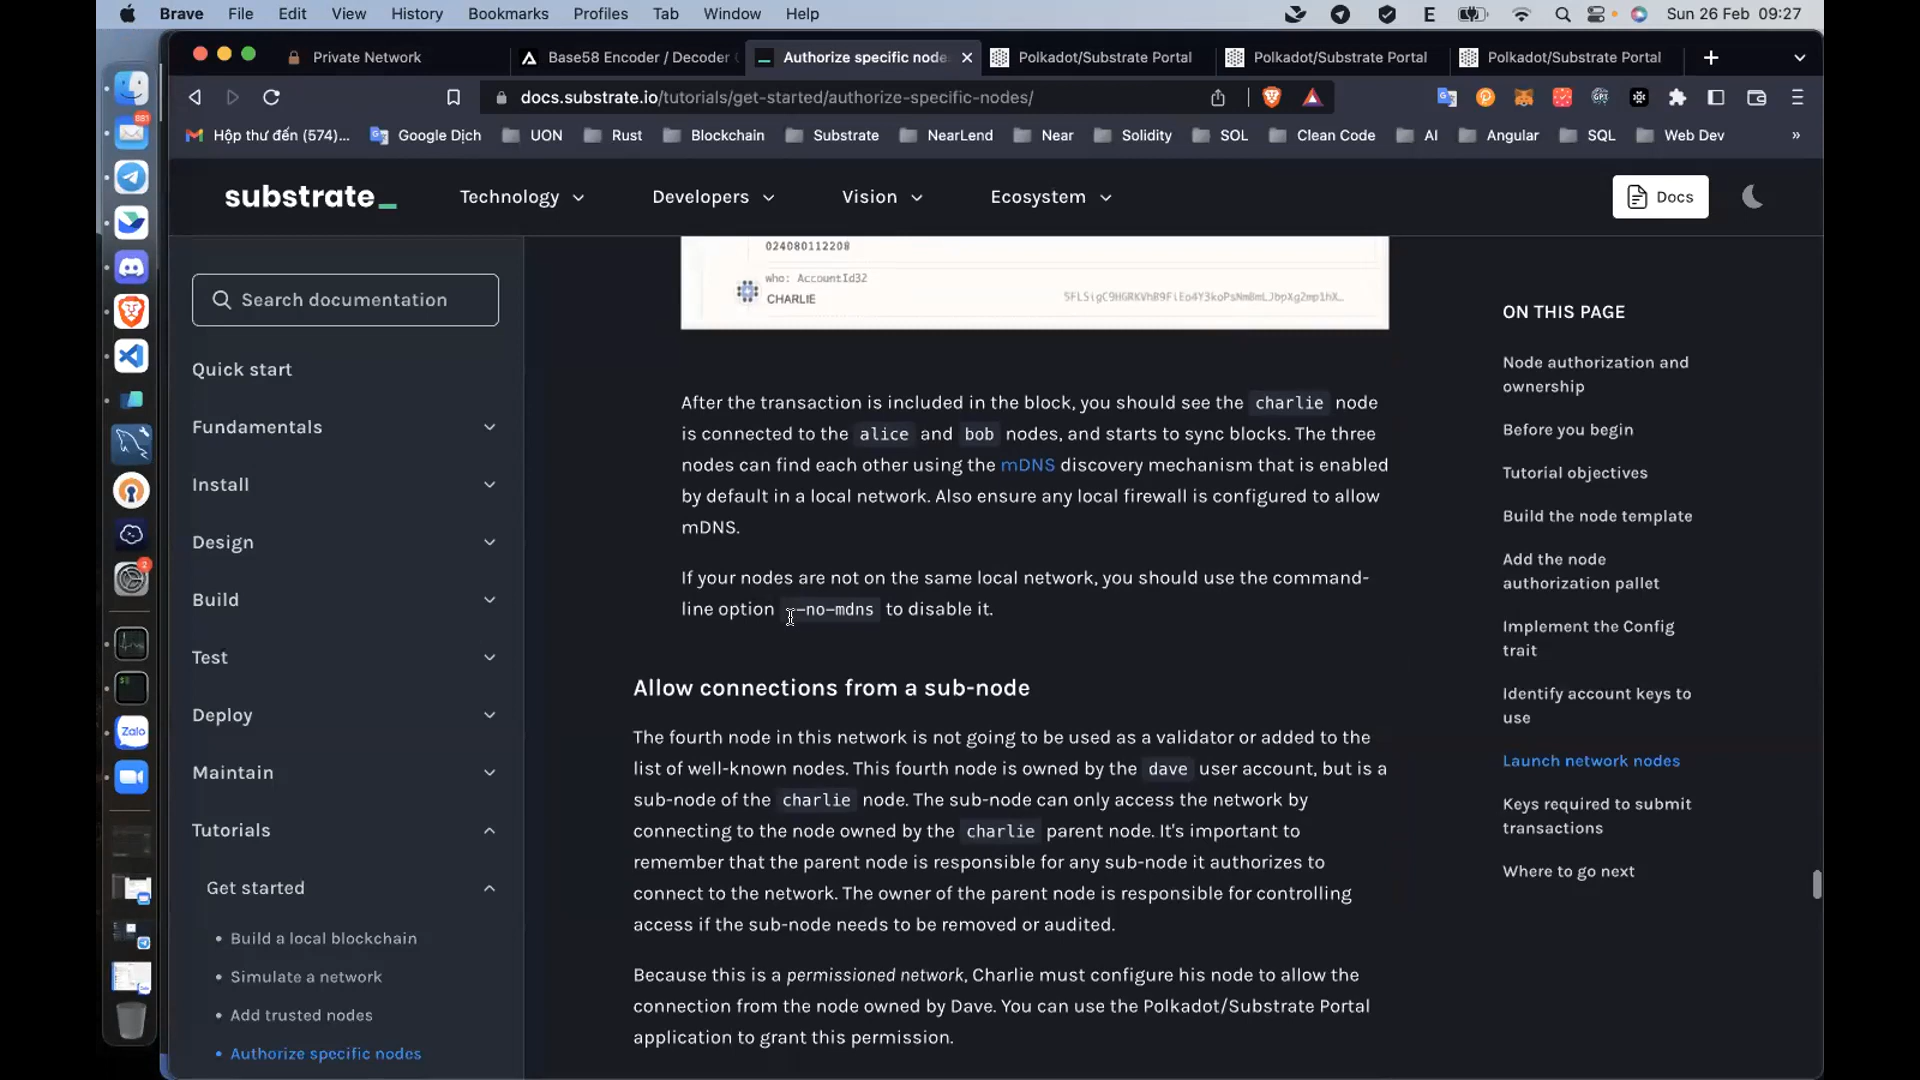 Brave File Edit View History Bookmarks Profiles Tab Window Help E Sun 26 Feb 09:27
Private Network Base58 Encoder / Decoder Authorize specific node Polkadot/Substrate Portal Polkadot/Substrate Portal Polkadot/Substrate Portal
docs.substrate.io/tutorials/get-started/authorize-specific-nodes/
Hộp thư đến (574)... Google Dịch UON Rust Blockchain Substrate NearLend Near Solidity SOL Clean Code AI Angular SQL Web Dev »
substrate_ Technology Developers Vision Ecosystem Docs
881
2
Zalo
Search documentation
Quick start
Fundamentals
Install
Design
Build
Test
Deploy
Maintain
Tutorials
Get started
• Build a local blockchain
• Simulate a network
• Add trusted nodes
• Authorize specific nodes
024080112208
who: AccountId32
CHARLIE
After the transaction is included in the block, you should see the charlie node
is connected to the alice and bob nodes, and starts to sync blocks. The three
nodes can find each other using the mDNS discovery mechanism that is enabled
by default in a local network. Also ensure any local firewall is configured to allow
mDNS.
If your nodes are not on the same local network, you should use the command-
line option --no-mdns to disable it.
Allow connections from a sub-node
The fourth node in this network is not going to be used as a validator or added to the
list of well-known nodes. This fourth node is owned by the dave user account, but is a
sub-node of the charlie node. The sub-node can only access the network by
connecting to the node owned by the charlie parent node. It's important to
remember that the parent node is responsible for any sub-node it authorizes to
connect to the network. The owner of the parent node is responsible for controlling
access if the sub-node needs to be removed or audited.
Because this is a permissioned network, Charlie must configure his node to allow the
connection from the node owned by Dave. You can use the Polkadot/Substrate Portal
application to grant this permission.
ON THIS PAGE
Node authorization and
ownership
Before you begin
Tutorial objectives
Build the node template
Add the node
authorization pallet
Implement the Config
trait
Identify account keys to
use
Launch network nodes
Keys required to submit
transactions
Where to go next